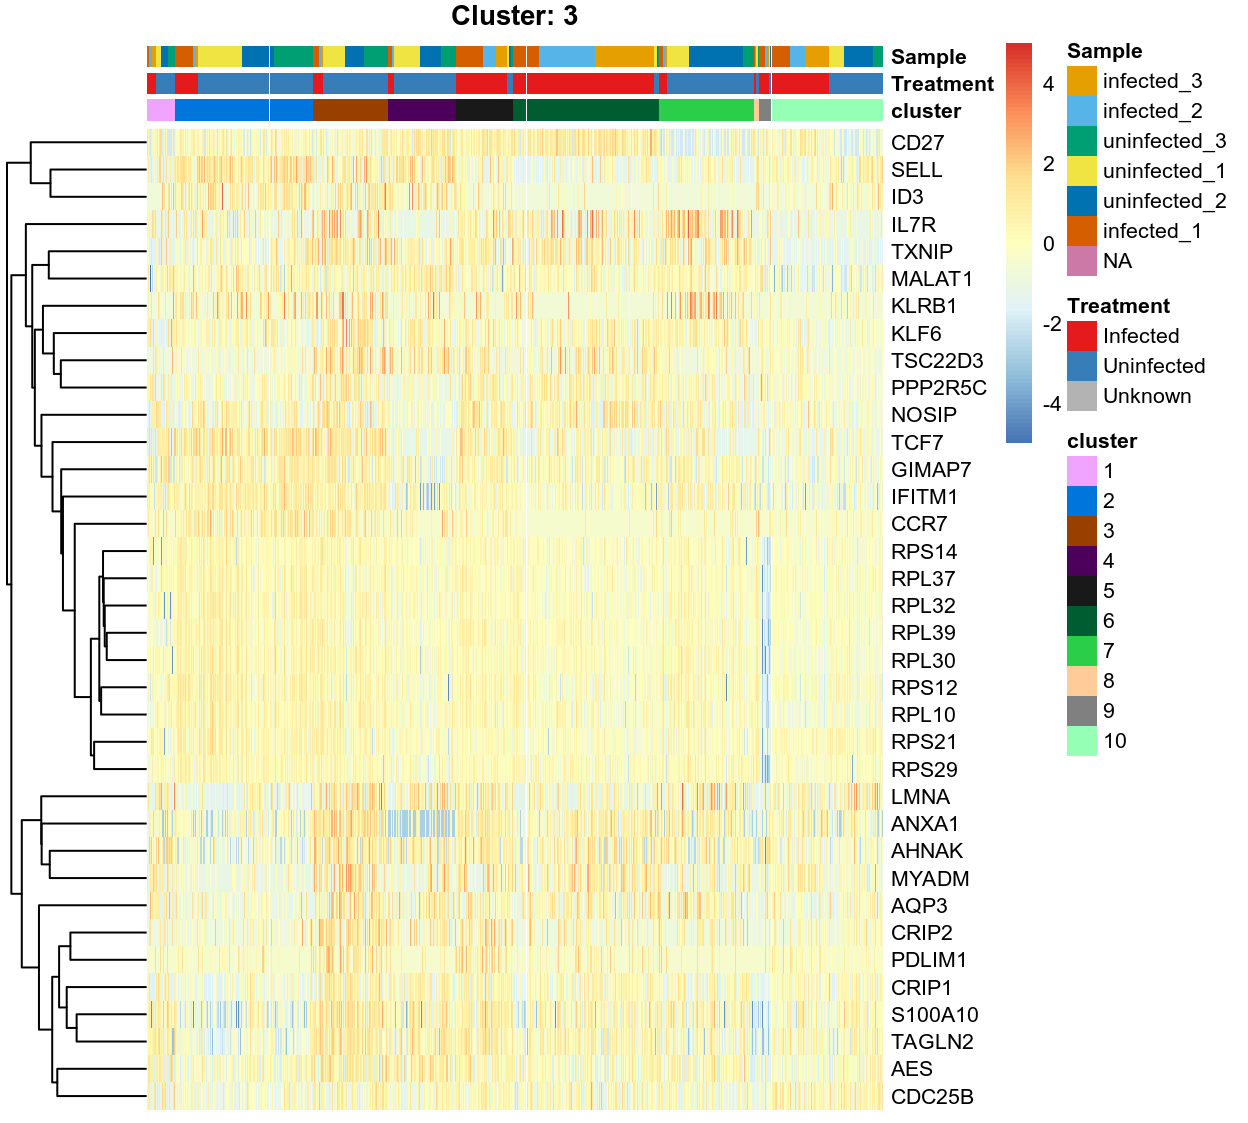 Cluster: 3
Sample
Treatment
cluster
CD27
SELL
ID3
IL7R
TXNIP
MALAT1
KLRB1
KLF6
TSC22D3
PPP2R5C
NOSIP
TCF7
GIMAP7
IFITM1
CCR7
RPS14
RPL37
RPL32
RPL39
RPL30
RPS12
RPL10
RPS21
RPS29
LMNA
ANXA1
AHNAK
MYADM
AQP3
CRIP2
PDLIM1
CRIP1
S100A10
TAGLN2
AES
CDC25B
4
2
0
-2
-4
Sample
infected_3
infected_2
uninfected_3
uninfected_1
uninfected_2
infected_1
NA
Treatment
Infected
Uninfected
Unknown
cluster
1
2
3
4
5
6
7
8
9
10